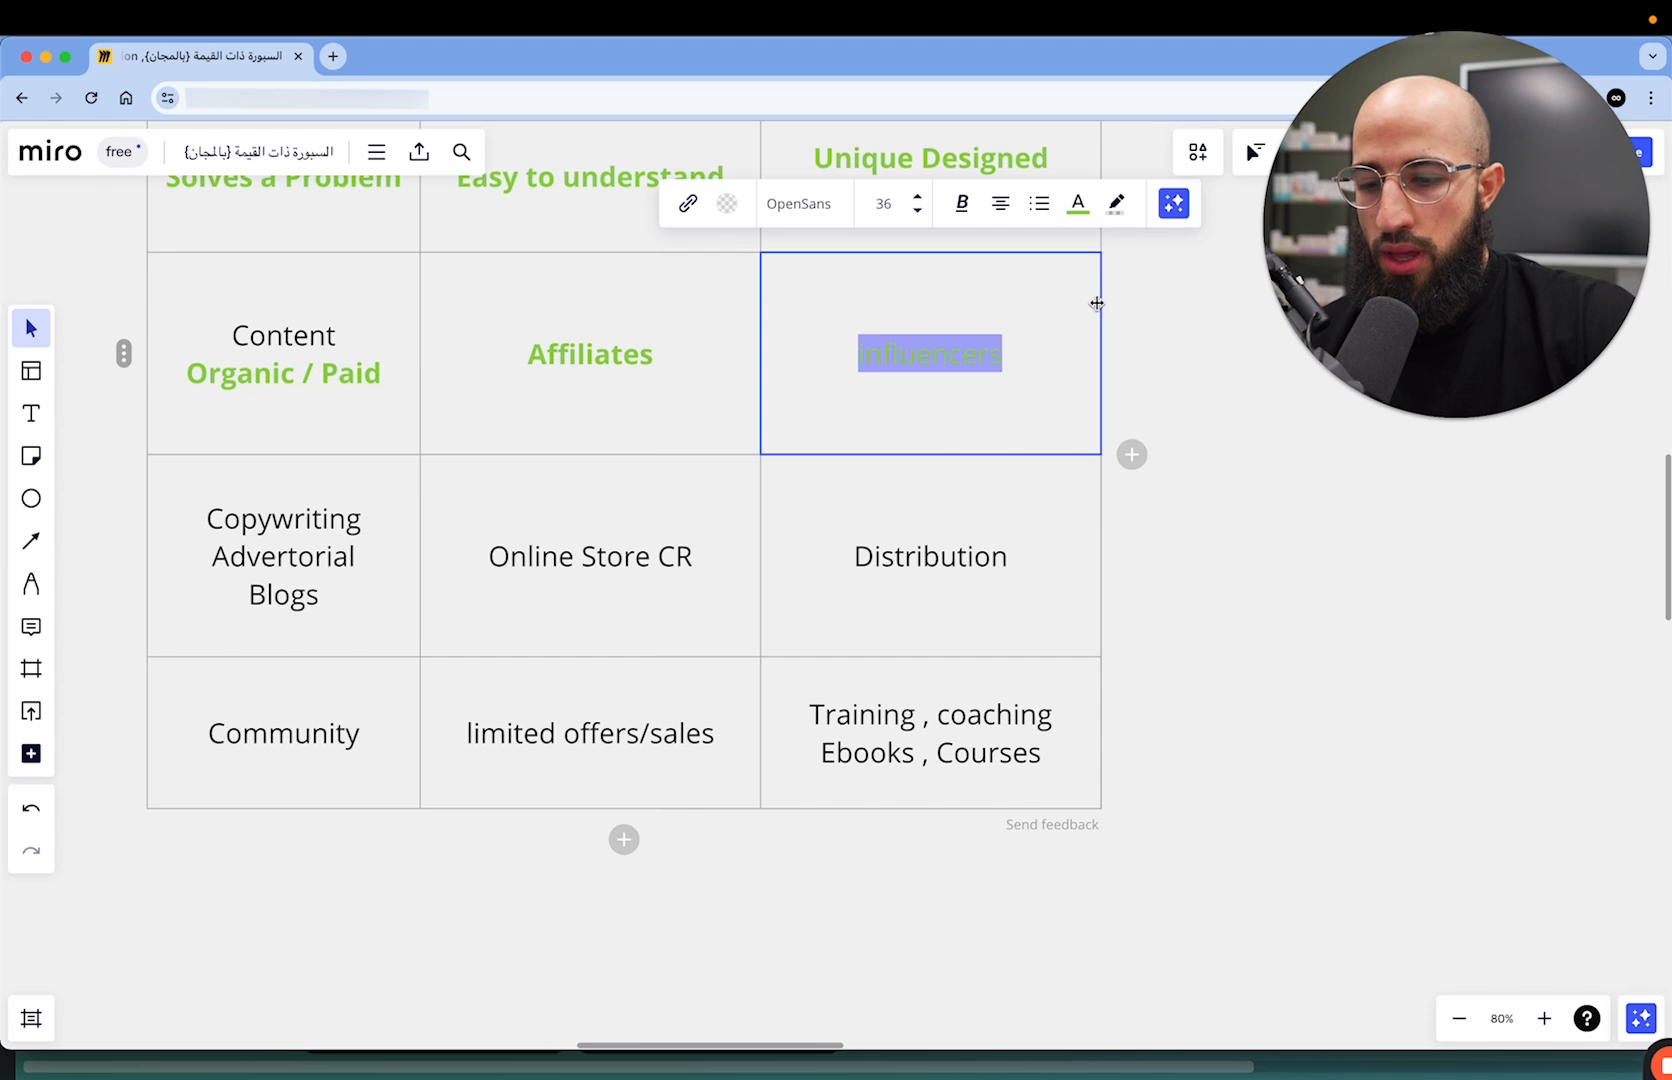 السبورة ذات القيمة {بالمجان}, ion
miro
free
السبورة ذات القيمة {بالمجان}
Solves a Problem
Easy to understand
Unique Designed
OpenSans
36
B
A
Content
Organic / Paid
Affiliates
influencers
Copywriting
Advertorial
Blogs
Online Store CR
Distribution
Community
limited offers/sales
Training , coaching
Ebooks , Courses
Send feedback
80%